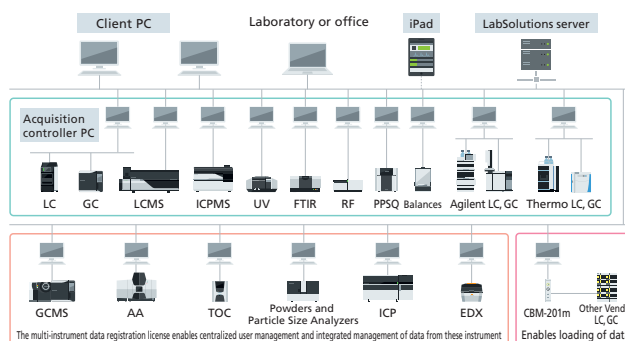 Client PC
Laboratory or office
iPad
LabSolutions server
Acquisition
controller PC
LC
GC
LCMS
ICPMS
UV
FTIR
RF
PPSQ
Balances
Agilent LC, GC
Thermo LC, GC
GCMS
AA
TOC
Powders and
Particle Size Analyzers
ICP
EDX
CBM-201m
Other Vend
LC, GC
The multi-instrument data registration license enables centralized user management and integrated management of data from these instrument
Enables loading of dat